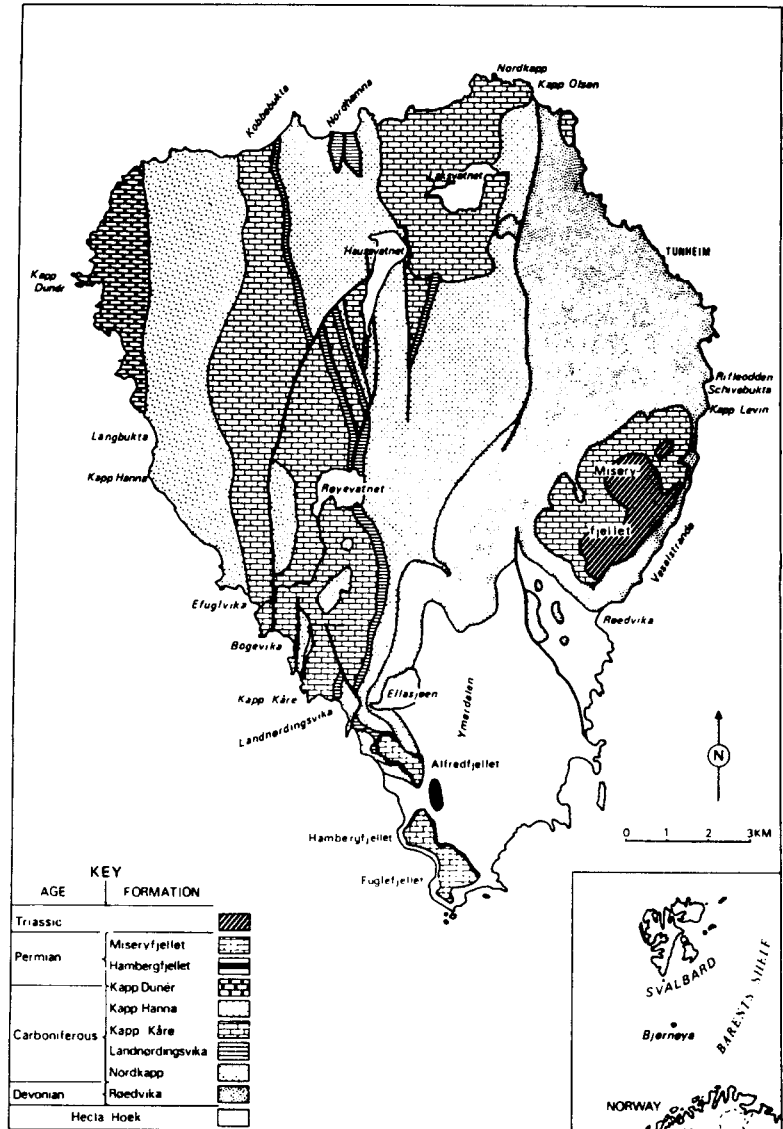 Nordkapp
Kapp Olsen
Kobbebukta
Nordhamna
Laksvatnet
Haussvatnet
TUNHEIM
Kapp
Dunér
Rifleodden
Scnvebukta
Kapp Levin
Langbukta
Kapp Hanna
Misery
fjellet
Røyevatnet
Vesalstranda
Efuglvika
Røedvika
Bogevika
Ellasjøen
Ymerdalen
Kapp Kåre
Landnørdingsvika
Alfredfjellet
N
0 1 2 3KM
Hambergfjellet
Fuglefjellet
KEY
AGE FORMATION
Triassic
Permian
Miseryfjellet
Hambergfjellet
Carboniferous
Kapp Dunér
Kapp Hanna
Kapp Kåre
Landnørdingsvika
Nordkapp
Devonian Røedvika
Hecla Hoek
SVALBARD
Bjørnøya
BARENTS SHELF
NORWAY